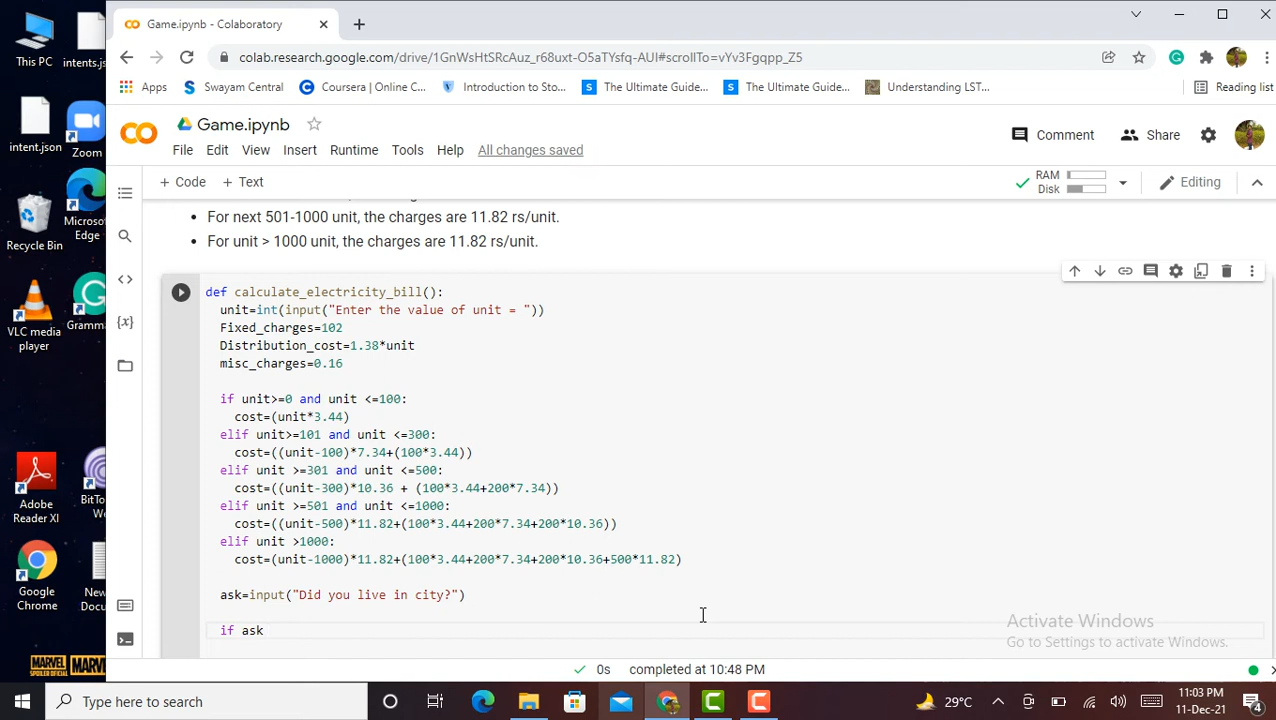 This PC
intents.js
intent.json
Zoom
Recycle Bin
Microsoft
Edge
VLC media
player
Gramma
Adobe
Reader XI
BitTo
We
Google
Chrome
New
Docu
MARVEL
MARV
Game.ipynb - Colaboratory
colab.research.google.com/drive/1GnWsHtSRcAuz_r68uxt-O5aTYsfq-AUI#scrollTo=vYv3Fgqpp_Z5
Apps
Swayam Central
Coursera | Online C...
Introduction to Sto...
The Ultimate Guide...
The Ultimate Guide...
Understanding LST...
Reading list
Game.ipynb
File Edit View Insert Runtime Tools Help All changes saved
Comment
Share
+ Code + Text
RAM
Disk
Editing
• For next 501-1000 unit, the charges are 11.82 rs/unit.
• For unit > 1000 unit, the charges are 11.82 rs/unit.
def calculate_electricity_bill():
unit=int(input("Enter the value of unit = "))
Fixed_charges=102
Distribution_cost=1.38*unit
misc_charges=0.16
if unit>=0 and unit <=100:
cost=(unit*3.44)
elif unit>=101 and unit <=300:
cost=((unit-100)*7.34+(100*3.44))
elif unit >=301 and unit <=500:
cost=((unit-300)*10.36 + (100*3.44+200*7.34))
elif unit >=501 and unit <=1000:
cost=((unit-500)*11.82+(100*3.44+200*7.34+200*10.36))
elif unit >1000:
cost=(unit-1000)*11.82+(100*3.44+200*7.34+200*10.36+500*11.82)
ask=input("Did you live in city?")
if ask
Activate Windows
Go to Settings to activate Windows.
0s completed at 10:48 PM
Type here to search
29°C
11:03 PM
11-Dec-21
4